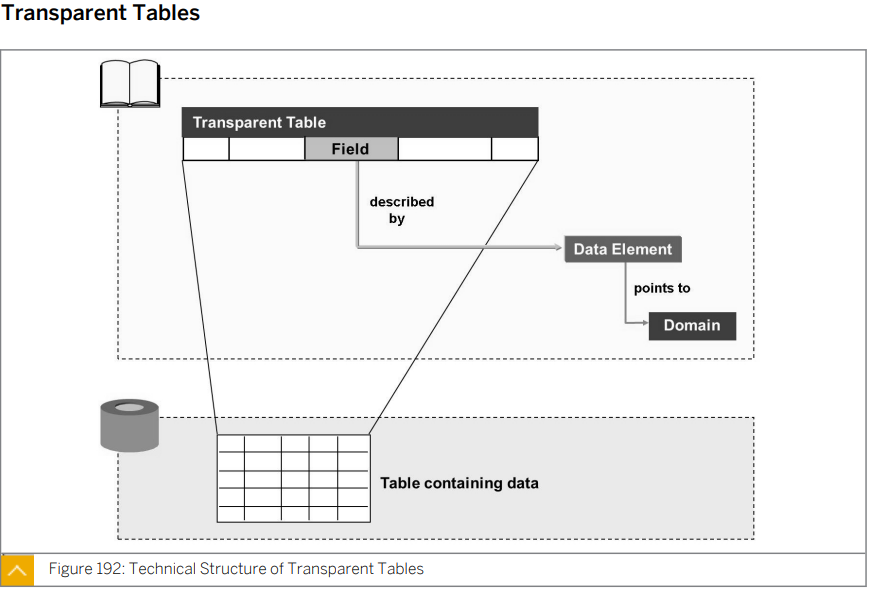 Transparent Tables
Transparent Table
Field
described
by
Data Element
points to
Domain
Table containing data
Figure 192: Technical Structure of Transparent Tables